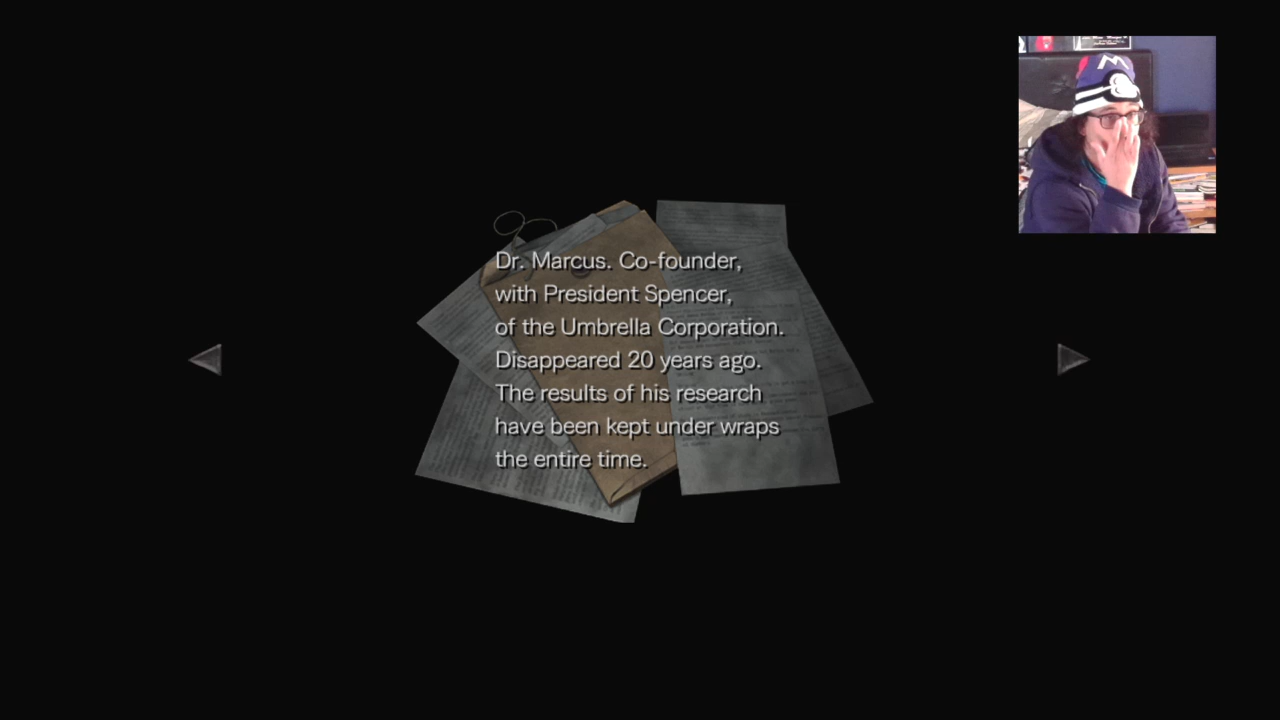 Dr. Marcus. Co-founder,
with President Spencer,
of the Umbrella Corporation.
Disappeared 20 years ago.
The results of his research
have been kept under wraps
the entire time.
M